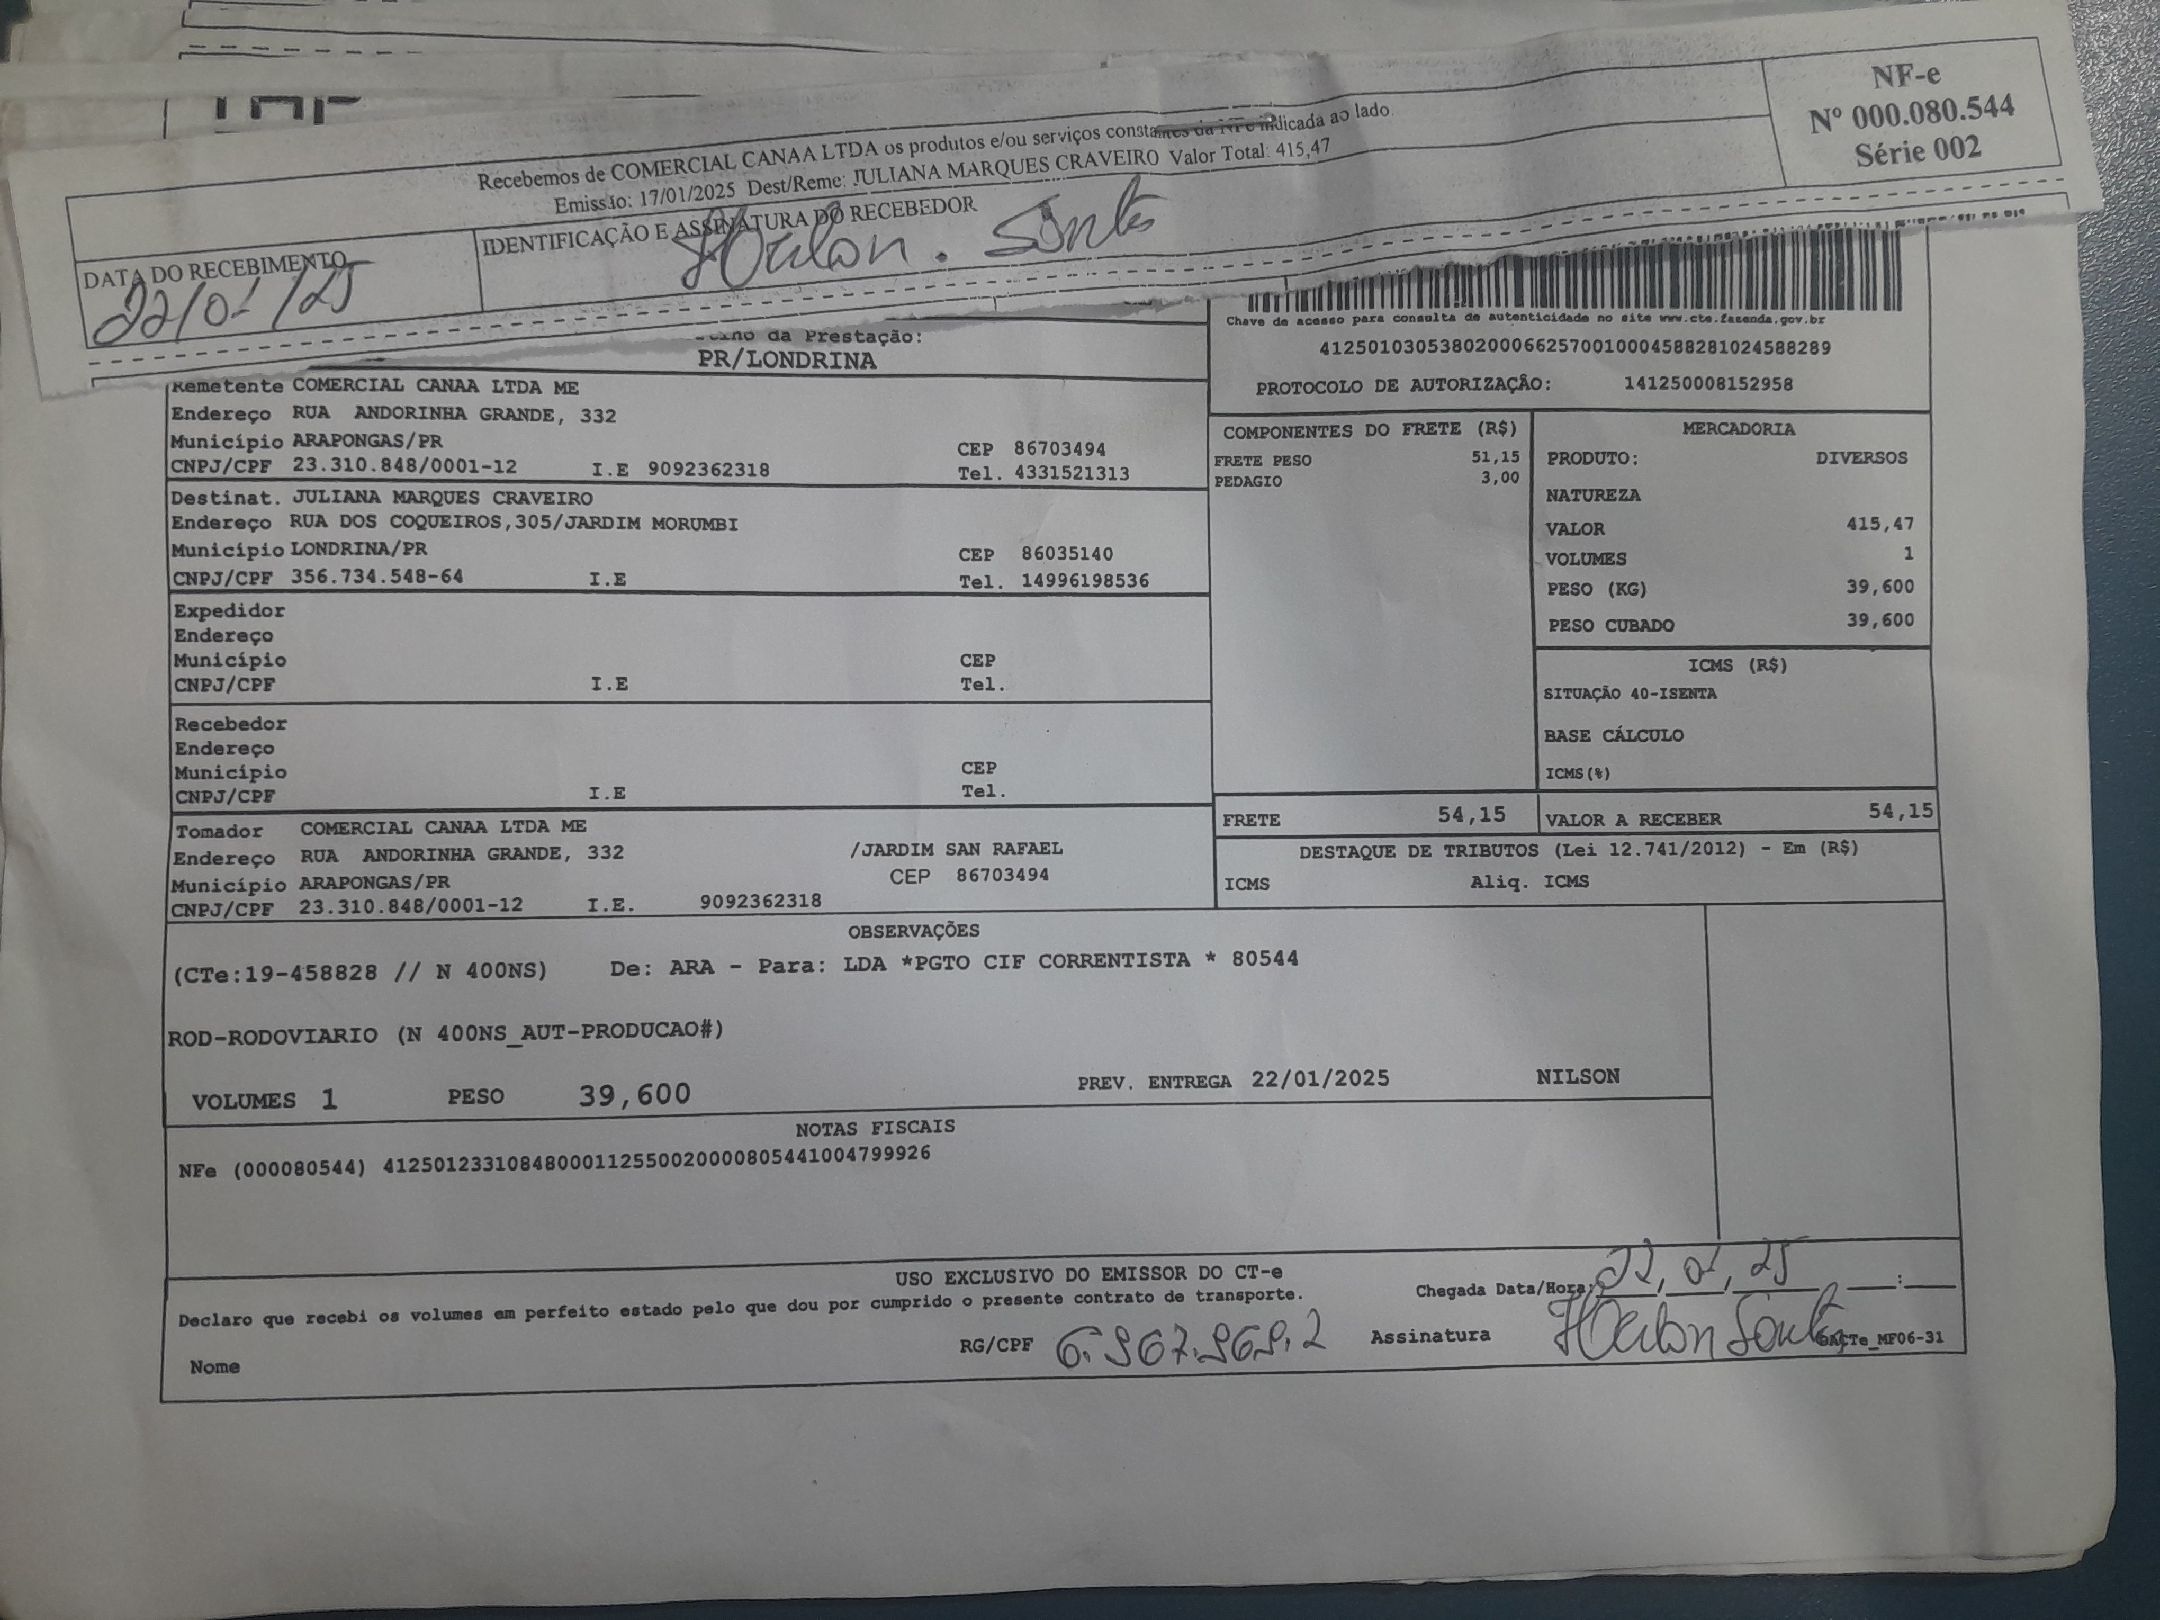 Recebemos de COMERCIAL CANAA LTDA os produtos e/ou serviços constantes da NFe indicada ao lado.
Emissão: 17/01/2025 Dest/Reme: JULIANA MARQUES CRAVEIRO Valor Total: 415,47
NF-e
Nº 000.080.544
Série 002
DATA DO RECEBIMENTO
22/01/25
IDENTIFICAÇÃO E ASSINATURA DO RECEBEDOR
da Prestação:
PR/LONDRINA
Chave de acesso para consulta de autenticidade no site www.cte.fazenda.gov.br
41250103053802000662570010004588281024588289
PROTOCOLO DE AUTORIZAÇÃO: 141250008152958
Remetente COMERCIAL CANAA LTDA ME
Endereço RUA ANDORINHA GRANDE, 332
Município ARAPONGAS/PR CEP 86703494
CNPJ/CPF 23.310.848/0001-12 I.E 9092362318 Tel. 4331521313
Destinat. JULIANA MARQUES CRAVEIRO
Endereço RUA DOS COQUEIROS,305/JARDIM MORUMBI
Município LONDRINA/PR CEP 86035140
CNPJ/CPF 356.734.548-64 I.E Tel. 14996198536
Expedidor
Endereço
Município CEP
CNPJ/CPF I.E Tel.
Recebedor
Endereço
Município CEP
CNPJ/CPF I.E Tel.
Tomador COMERCIAL CANAA LTDA ME
Endereço RUA ANDORINHA GRANDE, 332 /JARDIM SAN RAFAEL
Município ARAPONGAS/PR CEP 86703494
CNPJ/CPF 23.310.848/0001-12 I.E. 9092362318
COMPONENTES DO FRETE (R$)
FRETE PESO 51,15
PEDAGIO 3,00
MERCADORIA
PRODUTO: DIVERSOS
NATUREZA
VALOR 415,47
VOLUMES 1
PESO (KG) 39,600
PESO CUBADO 39,600
ICMS (R$)
SITUAÇÃO 40-ISENTA
BASE CÁLCULO
ICMS(%)
FRETE 54,15
VALOR A RECEBER 54,15
DESTAQUE DE TRIBUTOS (Lei 12.741/2012) - Em (R$)
ICMS Aliq. ICMS
OBSERVAÇÕES
(CTe:19-458828 // N 400NS) De: ARA - Para: LDA *PGTO CIF CORRENTISTA * 80544
ROD-RODOVIARIO (N 400NS_AUT-PRODUCAO#)
VOLUMES 1 PESO 39,600 PREV. ENTREGA 22/01/2025 NILSON
NOTAS FISCAIS
NFe (000080544) 41250123310848000112550020000805441004799926
USO EXCLUSIVO DO EMISSOR DO CT-e
Declaro que recebi os volumes em perfeito estado pelo que dou por cumprido o presente contrato de transporte.
Chegada Data/Hora: 22/01/25 __:__
Nome RG/CPF 6.967.969.2 Assinatura
DACTe_MF06-31